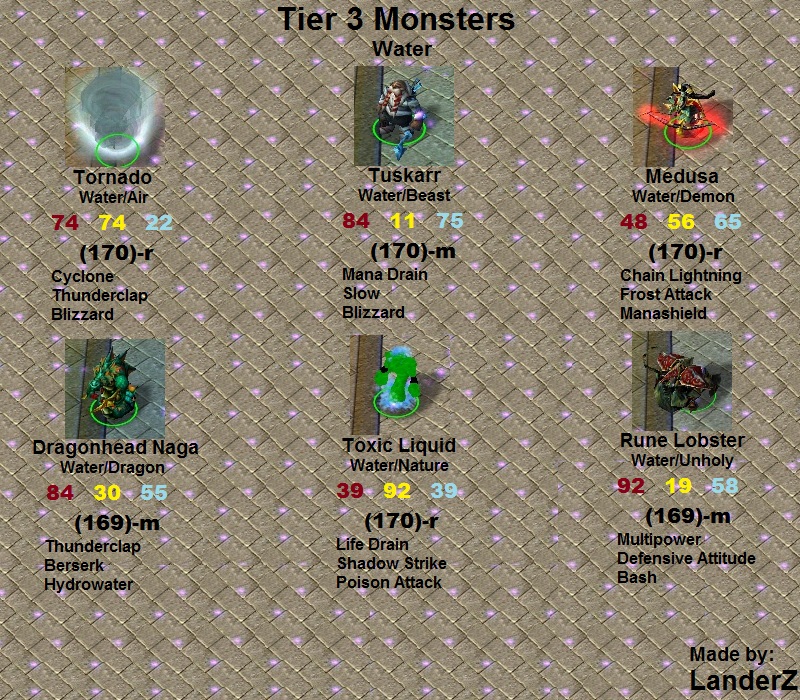 Tier 3 Monsters
Water
Tornado
Water/Air
74 74 22
(170)-r
Cyclone
Thunderclap
Blizzard
Tuskarr
Water/Beast
84 11 75
(170)-m
Mana Drain
Slow
Blizzard
Medusa
Water/Demon
48 56 65
(170)-r
Chain Lightning
Frost Attack
Manashield
Dragonhead Naga
Water/Dragon
84 30 55
(169)-m
Thunderclap
Berserk
Hydrowater
Toxic Liquid
Water/Nature
39 92 39
(170)-r
Life Drain
Shadow Strike
Poison Attack
Rune Lobster
Water/Unholy
92 19 58
(169)-m
Multipower
Defensive Attitude
Bash
Made by:
LanderZ